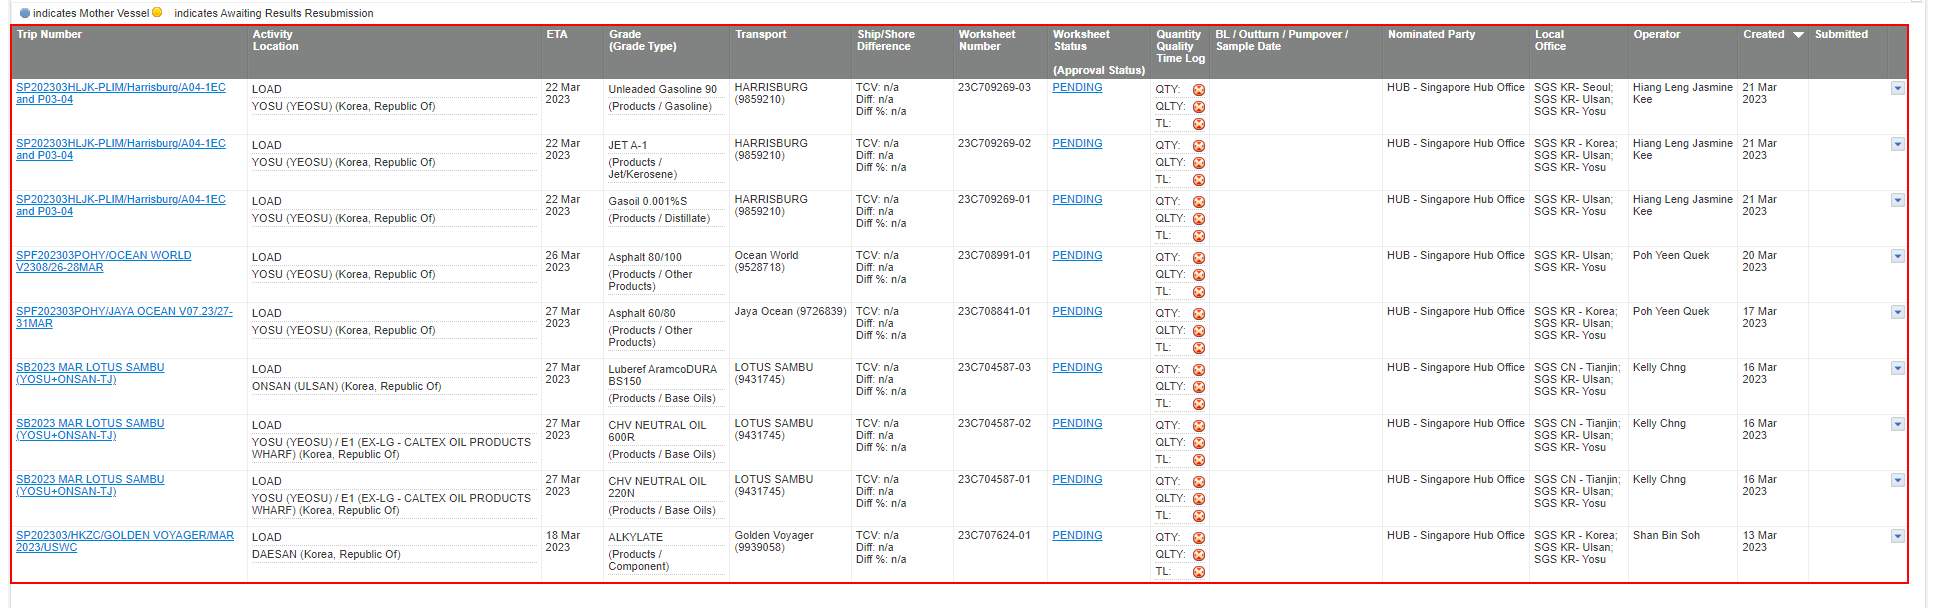 indicates Mother Vessel indicates Awaiting Results Resubmission
Trip Number
Activity
Location
ETA
Grade
(Grade Type)
Transport
Ship/Shore
Difference
Worksheet
Number
Worksheet
Status
(Approval Status)
Quantity
Quality
Time Log
BL / Outturn / Pumpover /
Sample Date
Nominated Party
Local
Office
Operator
Created
Submitted
SP202303HLJK-PLIM/Harrisburg/A04-1EC
and P03-04
LOAD
YOSU (YEOSU) (Korea, Republic Of)
22 Mar
2023
Unleaded Gasoline 90
(Products / Gasoline)
HARRISBURG
(9859210)
TCV: n/a
Diff: n/a
Diff %: n/a
23C709269-03
PENDING
QTY:
QLTY:
TL:
HUB - Singapore Hub Office
SGS KR- Seoul;
SGS KR- Ulsan;
SGS KR- Yosu
Hiang Leng Jasmine
Kee
21 Mar
2023
SP202303HLJK-PLIM/Harrisburg/A04-1EC
and P03-04
LOAD
YOSU (YEOSU) (Korea, Republic Of)
22 Mar
2023
JET A-1
(Products /
Jet/Kerosene)
HARRISBURG
(9859210)
TCV: n/a
Diff: n/a
Diff %: n/a
23C709269-02
PENDING
QTY:
QLTY:
TL:
HUB - Singapore Hub Office
SGS KR - Korea;
SGS KR- Ulsan;
SGS KR- Yosu
Hiang Leng Jasmine
Kee
21 Mar
2023
SP202303HLJK-PLIM/Harrisburg/A04-1EC
and P03-04
LOAD
YOSU (YEOSU) (Korea, Republic Of)
22 Mar
2023
Gasoil 0.001%S
(Products / Distillate)
HARRISBURG
(9859210)
TCV: n/a
Diff: n/a
Diff %: n/a
23C709269-01
PENDING
QTY:
QLTY:
TL:
HUB - Singapore Hub Office
SGS KR- Ulsan;
SGS KR- Yosu
Hiang Leng Jasmine
Kee
21 Mar
2023
SPF202303POHY/OCEAN WORLD
V2308/26-28MAR
LOAD
YOSU (YEOSU) (Korea, Republic Of)
26 Mar
2023
Asphalt 80/100
(Products / Other
Products)
Ocean World
(9528718)
TCV: n/a
Diff: n/a
Diff %: n/a
23C708991-01
PENDING
QTY:
QLTY:
TL:
HUB - Singapore Hub Office
SGS KR- Ulsan;
SGS KR- Yosu
Poh Yeen Quek
20 Mar
2023
SPF202303POHY/JAYA OCEAN V07.23/27-
31MAR
LOAD
YOSU (YEOSU) (Korea, Republic Of)
27 Mar
2023
Asphalt 60/80
(Products / Other
Products)
Jaya Ocean (9726839)
TCV: n/a
Diff: n/a
Diff %: n/a
23C708841-01
PENDING
QTY:
QLTY:
TL:
HUB - Singapore Hub Office
SGS KR - Korea;
SGS KR- Ulsan;
SGS KR- Yosu
Poh Yeen Quek
17 Mar
2023
SB2023 MAR LOTUS SAMBU
(YOSU+ONSAN-TJ)
LOAD
ONSAN (ULSAN) (Korea, Republic Of)
27 Mar
2023
Luberef AramcoDURA
BS150
(Products / Base Oils)
LOTUS SAMBU
(9431745)
TCV: n/a
Diff: n/a
Diff %: n/a
23C704587-03
PENDING
QTY:
QLTY:
TL:
HUB - Singapore Hub Office
SGS CN - Tianjin;
SGS KR- Ulsan;
SGS KR- Yosu
Kelly Chng
16 Mar
2023
SB2023 MAR LOTUS SAMBU
(YOSU+ONSAN-TJ)
LOAD
YOSU (YEOSU) / E1 (EX-LG - CALTEX OIL PRODUCTS
WHARF) (Korea, Republic Of)
27 Mar
2023
CHV NEUTRAL OIL
600R
(Products / Base Oils)
LOTUS SAMBU
(9431745)
TCV: n/a
Diff: n/a
Diff %: n/a
23C704587-02
PENDING
QTY:
QLTY:
TL:
HUB - Singapore Hub Office
SGS CN - Tianjin;
SGS KR- Ulsan;
SGS KR- Yosu
Kelly Chng
16 Mar
2023
SB2023 MAR LOTUS SAMBU
(YOSU+ONSAN-TJ)
LOAD
YOSU (YEOSU) / E1 (EX-LG - CALTEX OIL PRODUCTS
WHARF) (Korea, Republic Of)
27 Mar
2023
CHV NEUTRAL OIL
220N
(Products / Base Oils)
LOTUS SAMBU
(9431745)
TCV: n/a
Diff: n/a
Diff %: n/a
23C704587-01
PENDING
QTY:
QLTY:
TL:
HUB - Singapore Hub Office
SGS CN - Tianjin;
SGS KR- Ulsan;
SGS KR- Yosu
Kelly Chng
16 Mar
2023
SP202303/HKZC/GOLDEN VOYAGER/MAR
2023/USWC
LOAD
DAESAN (Korea, Republic Of)
18 Mar
2023
ALKYLATE
(Products /
Component)
Golden Voyager
(9939058)
TCV: n/a
Diff: n/a
Diff %: n/a
23C707624-01
PENDING
QTY:
QLTY:
TL:
HUB - Singapore Hub Office
SGS KR - Korea;
SGS KR- Ulsan;
SGS KR- Yosu
Shan Bin Soh
13 Mar
2023